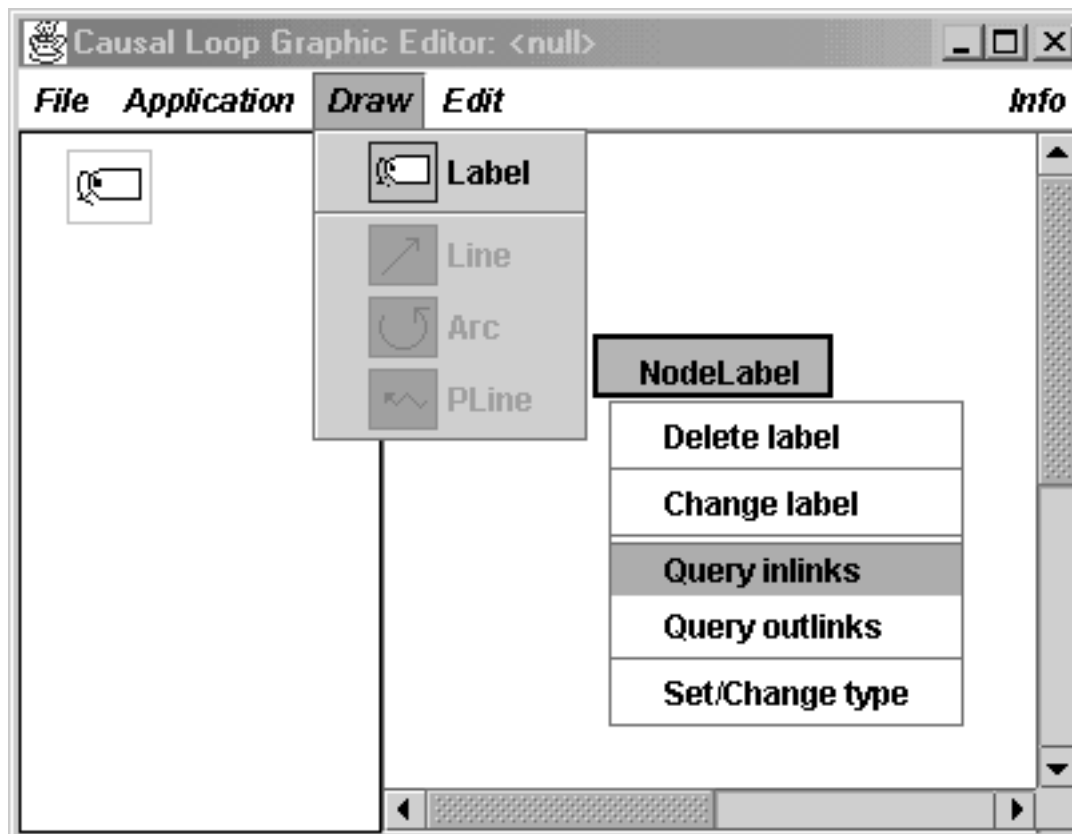 Causal Loop Graphic Editor: <null>
File Application Draw Edit Info
Label
Line
Arc
PLine
NodeLabel
Delete label
Change label
Query inlinks
Query outlinks
Set/Change type